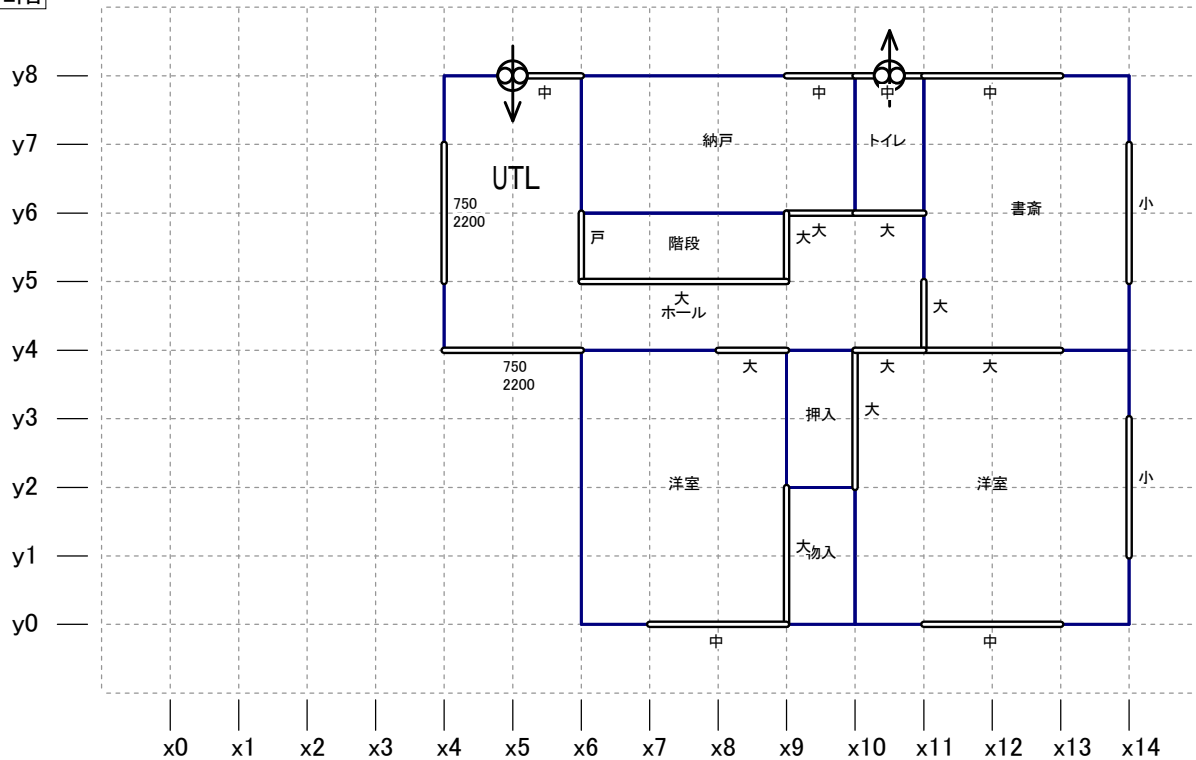 y8
中
中
中
中
y7
納戸
トイレ
UTL
750
2200
小
y6
書斎
戸
階段
大
大
大
y5
大
ホール
大
y4
750
2200
大
大
大
y3
押入
大
y2
洋室
洋室
小
y1
大
物入
y0
中
中
x0 x1 x2 x3 x4 x5 x6 x7 x8 x9 x10 x11 x12 x13 x14